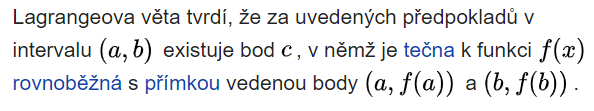 Lagrangeova věta tvrdí, že za uvedených předpokladů v
intervalu (a, b) existuje bod c , v němž je tečna k funkci f(x)
rovnoběžná s přímkou vedenou body (a, f(a)) a (b, f(b)) .